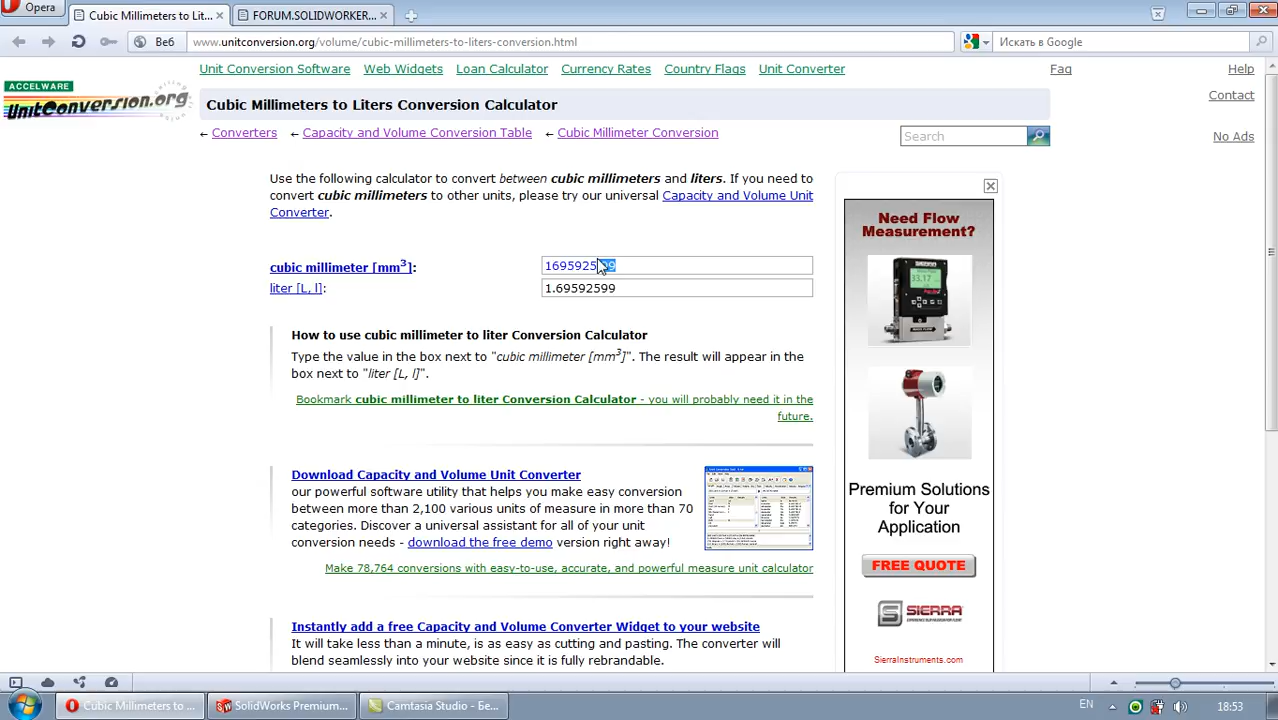 Opera
Cubic Millimeters to Lit...
FORUM.SOLIDWORKER...
Веб
www.unitconversion.org/volume/cubic-millimeters-to-liters-conversion.html
Искать в Google
Unit Conversion Software
Web Widgets
Loan Calculator
Currency Rates
Country Flags
Unit Converter
Faq
Help
ACCELWARE
UnitConversion.org
Cubic Millimeters to Liters Conversion Calculator
Contact
Converters
Capacity and Volume Conversion Table
Cubic Millimeter Conversion
Search
No Ads
Use the following calculator to convert between cubic millimeters and liters. If you need to
convert cubic millimeters to other units, please try our universal Capacity and Volume Unit
Converter.
cubic millimeter [mm³]:
liter [L, l]:
1.69592599
How to use cubic millimeter to liter Conversion Calculator
Type the value in the box next to "cubic millimeter [mm³]". The result will appear in the
box next to "liter [L, l]".
Bookmark cubic millimeter to liter Conversion Calculator - you will probably need it in the
future.
Download Capacity and Volume Unit Converter
our powerful software utility that helps you make easy conversion
between more than 2,100 various units of measure in more than 70
categories. Discover a universal assistant for all of your unit
conversion needs - download the free demo version right away!
Make 78,764 conversions with easy-to-use, accurate, and powerful measure unit calculator
Instantly add a free Capacity and Volume Converter Widget to your website
It will take less than a minute, is as easy as cutting and pasting. The converter will
blend seamlessly into your website since it is fully rebrandable.
Need Flow
Measurement?
Premium Solutions
for Your
Application
FREE QUOTE
SIERRA
SierraInstruments.com
Cubic Millimeters to ...
SolidWorks Premium...
Camtasia Studio - Бе...
EN
18:53